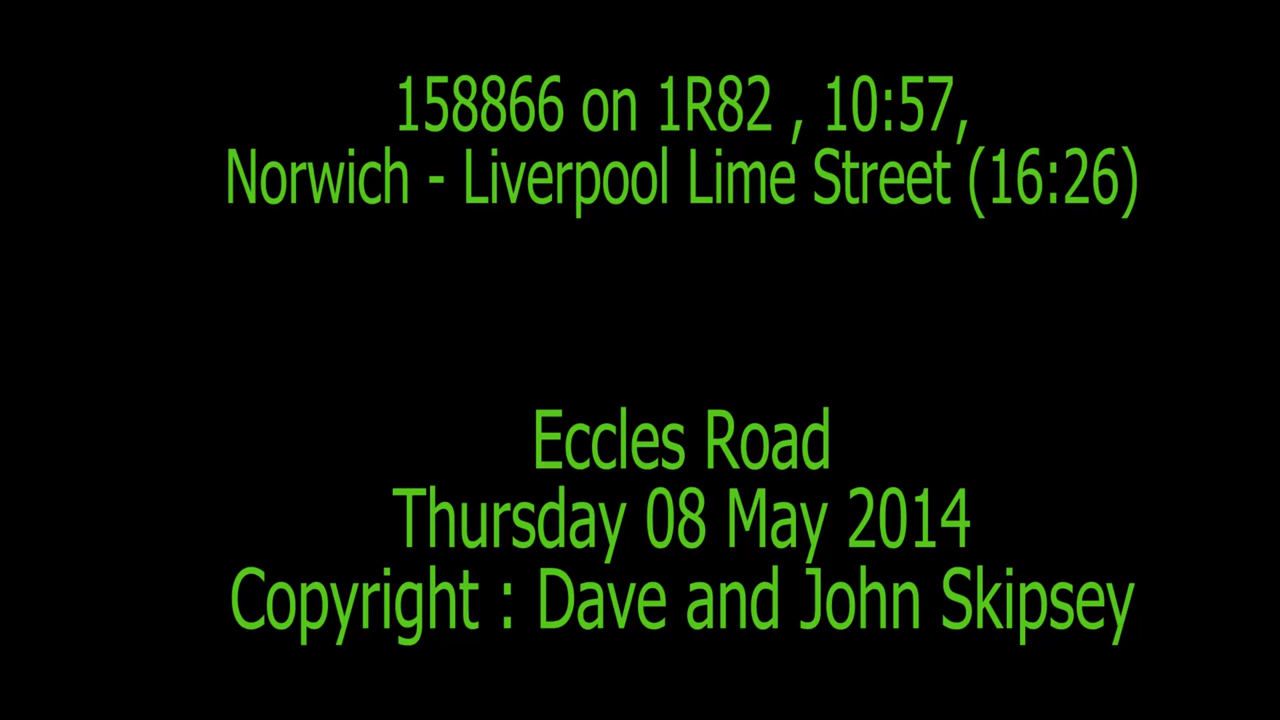 158866 on 1R82 , 10:57,
Norwich - Liverpool Lime Street (16:26)
Eccles Road
Thursday 08 May 2014
Copyright : Dave and John Skipsey